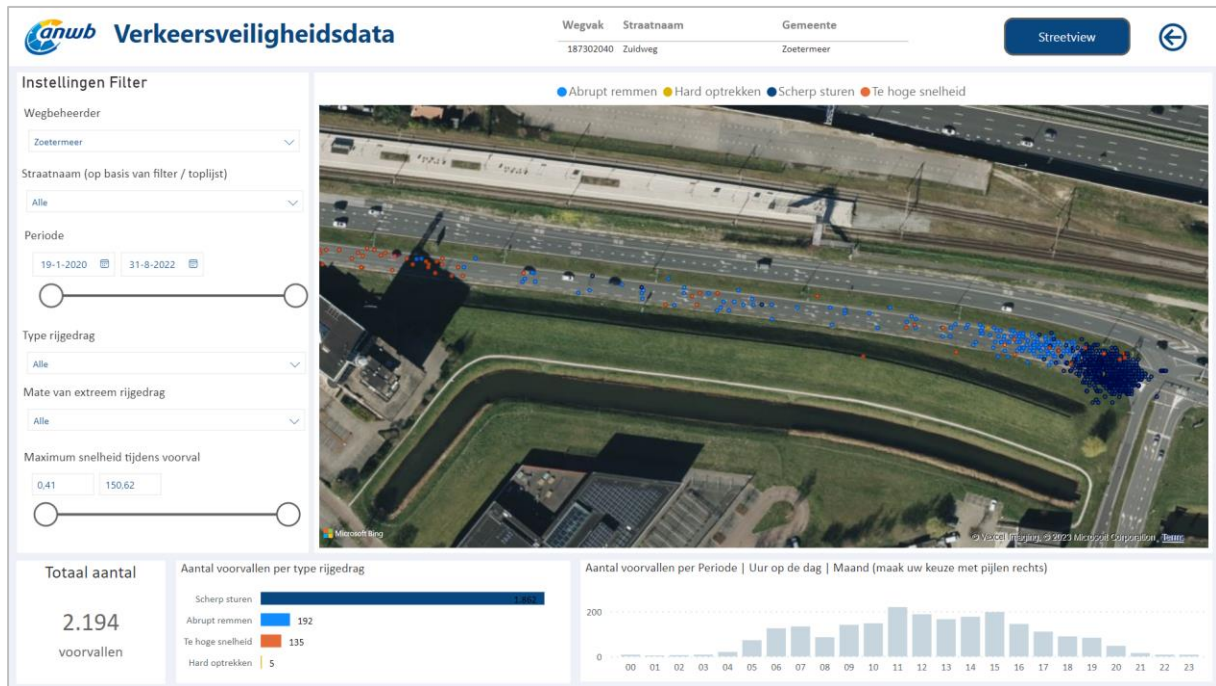 anwb Verkeersveiligheidsdata
Wegvak Straatnaam Gemeente
187302040 Zuidweg Zoetermeer
Streetview
Instellingen Filter
Wegbeheerder
Zoetermeer
Straatnaam (op basis van filter / toplijst)
Alle
Periode
19-1-2020 31-8-2022
Type rijgedrag
Alle
Mate van extreem rijgedrag
Alle
Maximum snelheid tijdens voorval
0,41 150,62
Abrupt remmen Hard optrekken Scherp sturen Te hoge snelheid
Microsoft Bing
© Vexcel Imaging, © 2023 Microsoft Corporation Terms
Totaal aantal
2.194
voorvallen
Aantal voorvallen per type rijgedrag
Scherp sturen 1.862
Abrupt remmen 192
Te hoge snelheid 135
Hard optrekken 5
Aantal voorvallen per Periode | Uur op de dag | Maand (maak uw keuze met pijlen rechts)
200
0
00 01 02 03 04 05 06 07 08 09 10 11 12 13 14 15 16 17 18 19 20 21 22 23